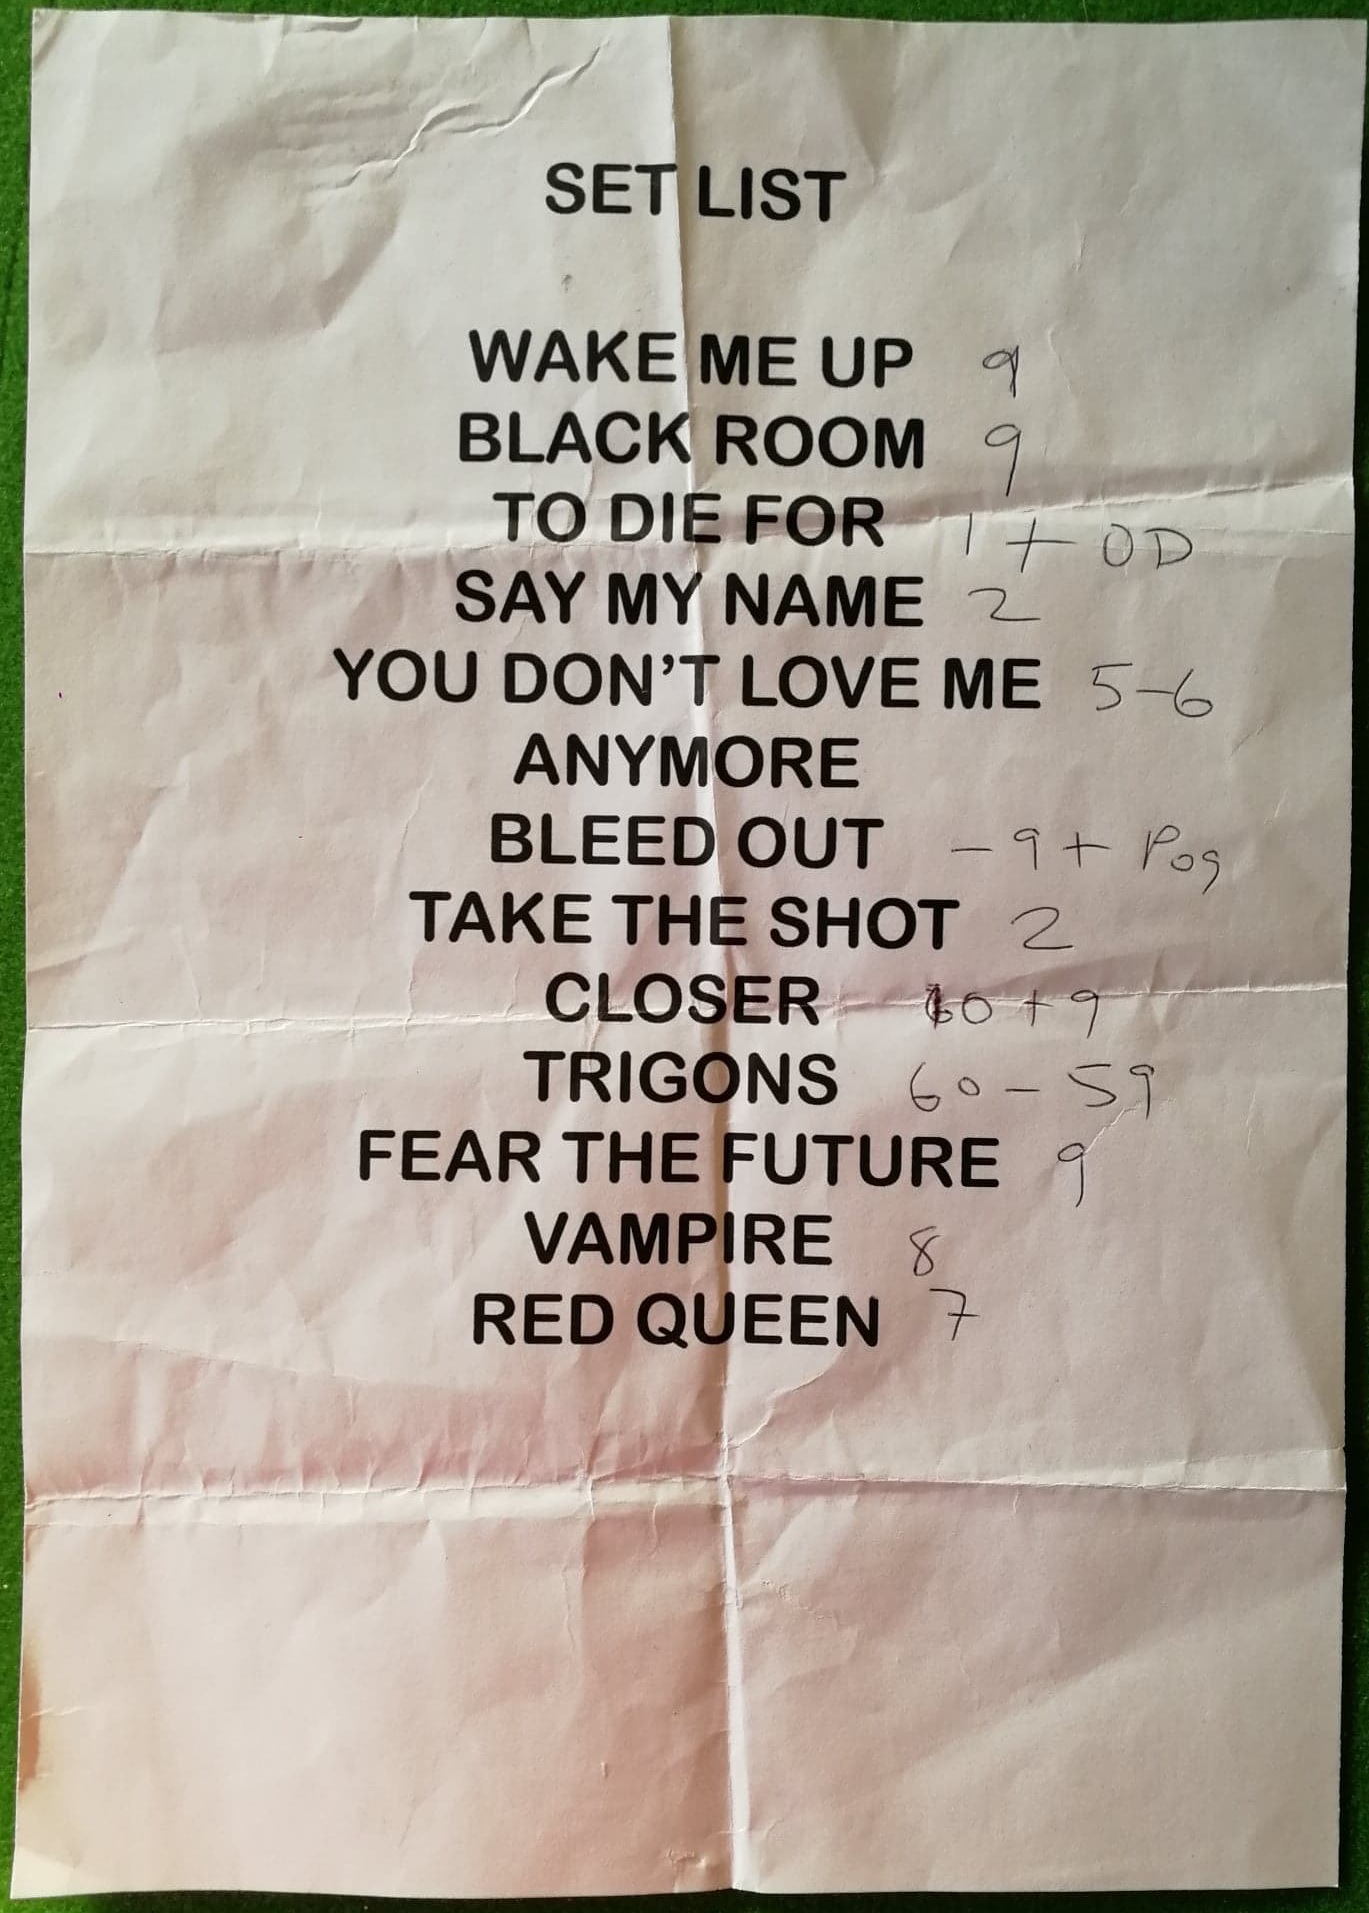 SET LIST
WAKE ME UP 9
BLACK ROOM 9
TO DIE FOR 1 + OD
SAY MY NAME 2
YOU DON'T LOVE ME 5-6
ANYMORE
BLEED OUT - 9 + Pog
TAKE THE SHOT 2
CLOSER 60 + 9
TRIGONS 60 - 59
FEAR THE FUTURE 9
VAMPIRE 8
RED QUEEN 7